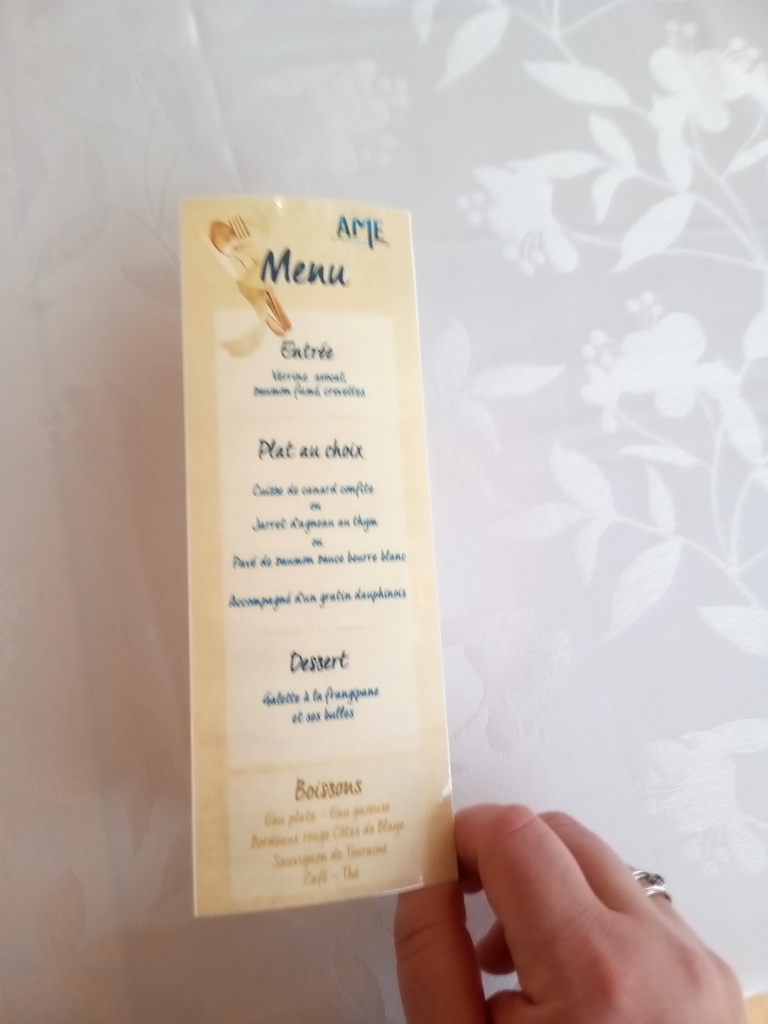 AME
Menu
Entrée
Verrine avocat,
saumon fumé, crevettes
Plat au choix
Cuisse de canard confite
ou
Jarret d'agneau au thym
ou
Pavé de saumon sauce beurre blanc
Accompagné d'un gratin dauphinois
Dessert
Galette à la frangipane
et ses bulles
Boissons
Eau plate - Eau gazeuse
Bordeaux rouge Côtes de Blaye
Sauvignon de Touraine
Café - Thé